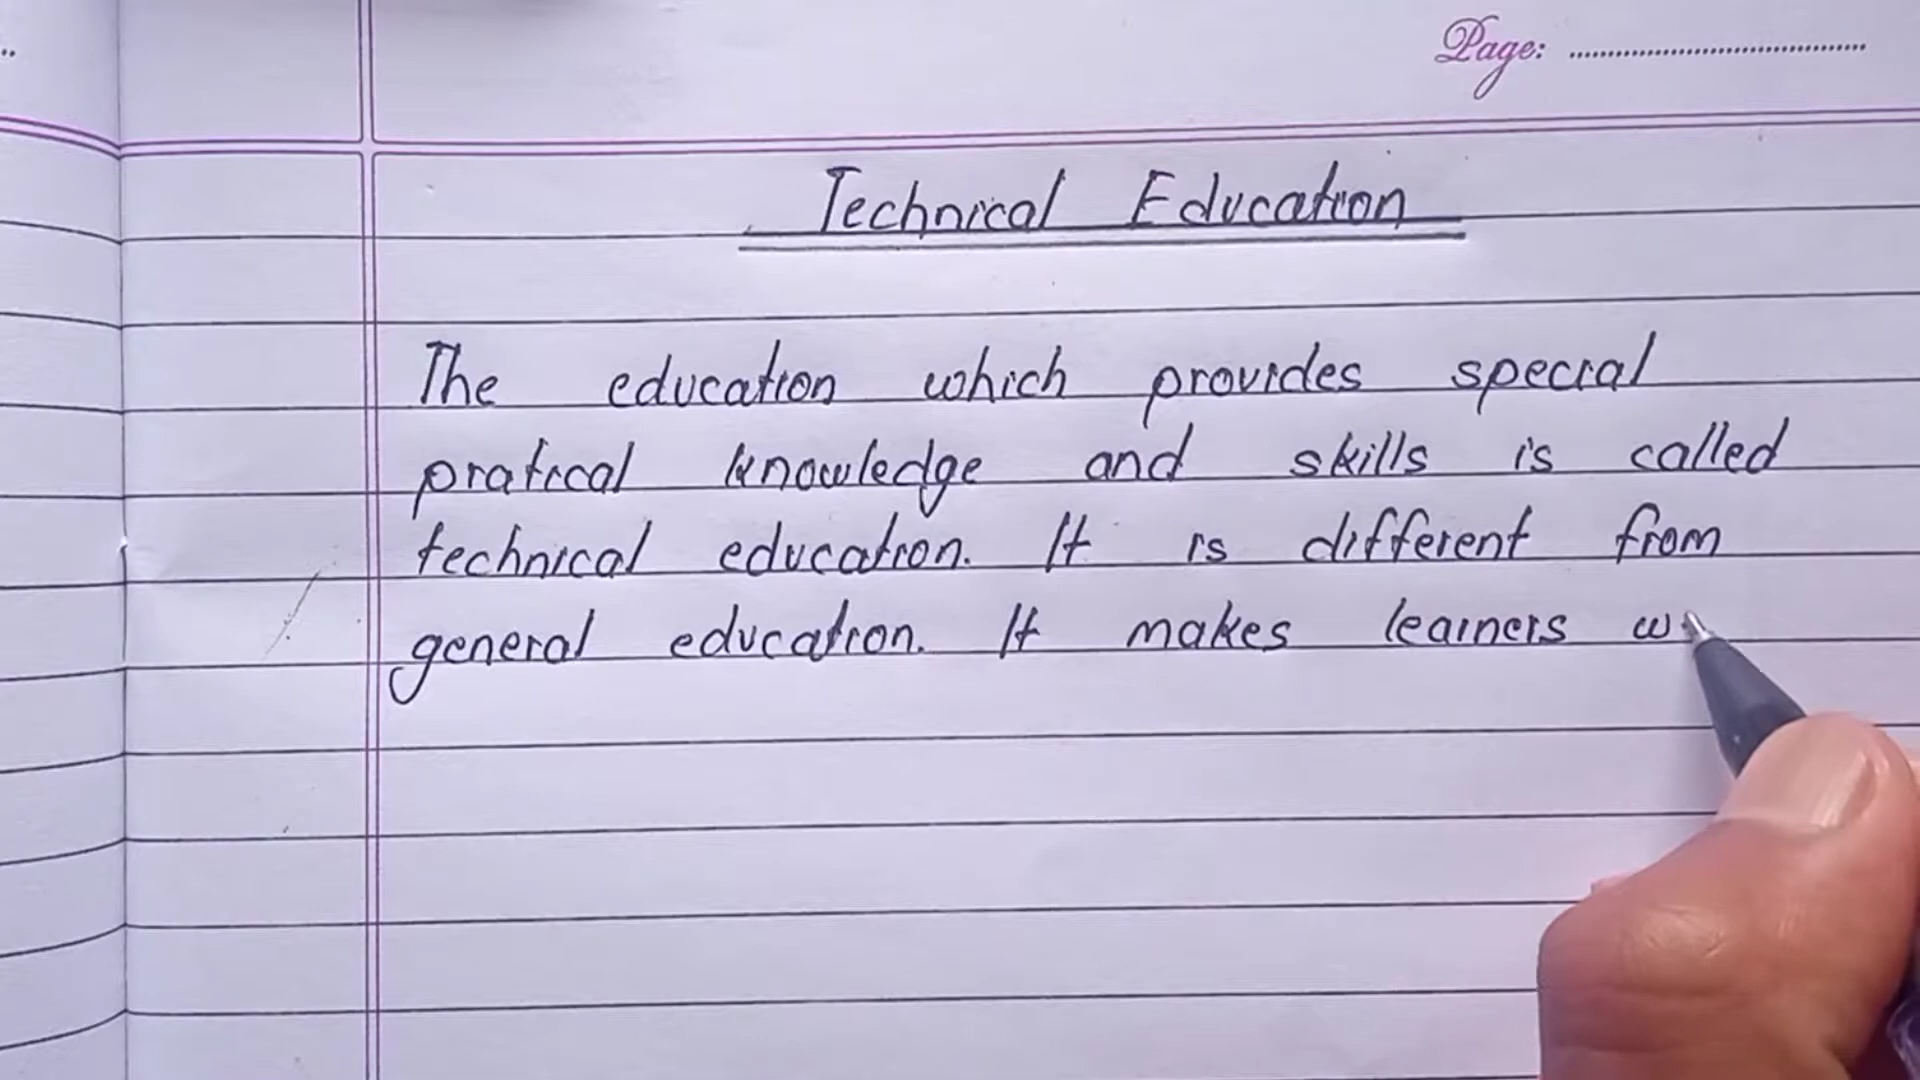 Page:
Technical Education
The education which provides special
pratical knowledge and skills is called
technical education. It is different from
general education. It makes learners w